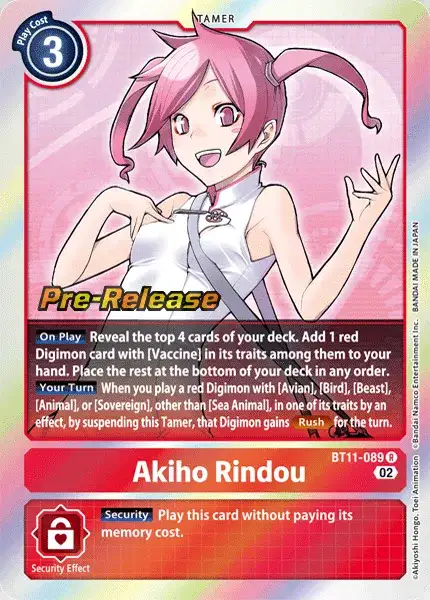 TAMER
Play Cost
3
Pre-Release
On Play Reveal the top 4 cards of your deck. Add 1 red
Digimon card with [Vaccine] in its traits among them to your
hand. Place the rest at the bottom of your deck in any order.
Your Turn When you play a red Digimon with [Avian], [Bird], [Beast],
[Animal], or [Sovereign], other than [Sea Animal], in one of its traits by an
effect, by suspending this Tamer, that Digimon gains Rush for the turn.
BT11-089 R
Akiho Rindou
02
Security Play this card without paying its
memory cost.
Security Effect
©Akiyoshi Hongo, Toei Animation ©Bandai Namco Entertainment Inc. BANDAI MADE IN JAPAN